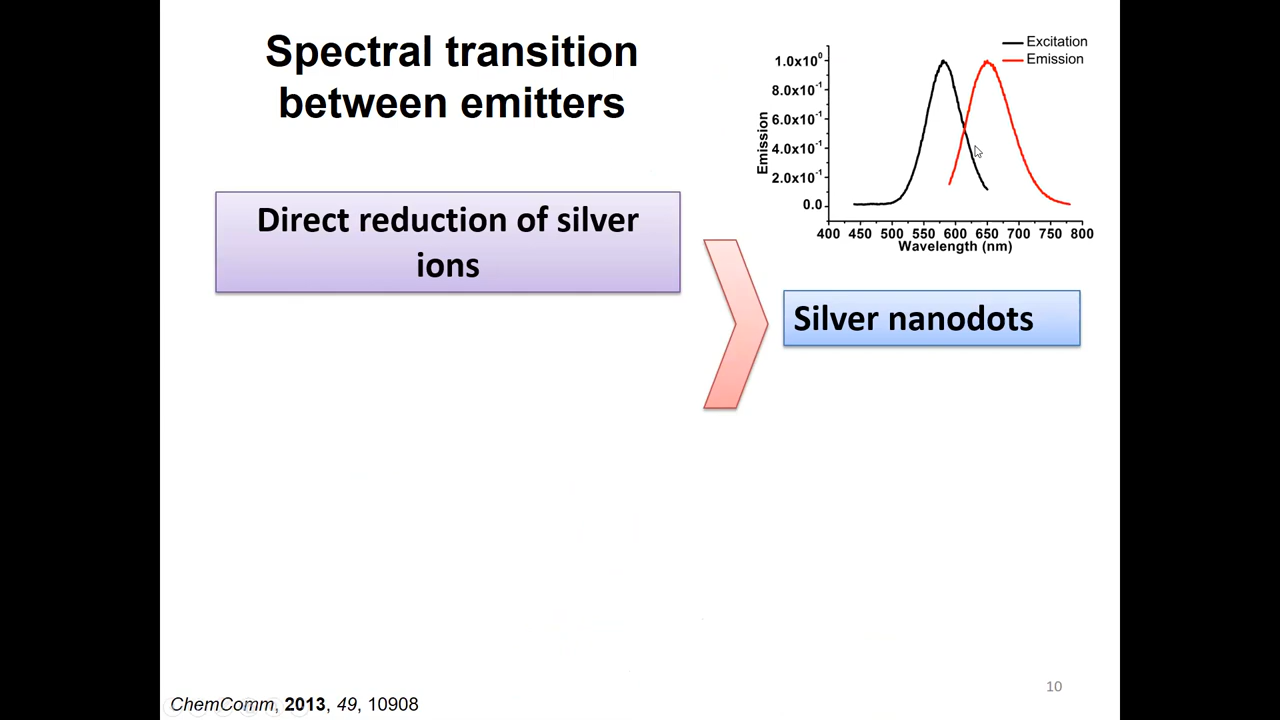 Spectral transition
between emitters
Excitation
Emission
Emission
1.0x10⁰
8.0x10⁻¹
6.0x10⁻¹
4.0x10⁻¹
2.0x10⁻¹
0.0
400 450 500 550 600 650 700 750 800
Wavelength (nm)
Direct reduction of silver
ions
Silver nanodots
10
ChemComm, 2013, 49, 10908